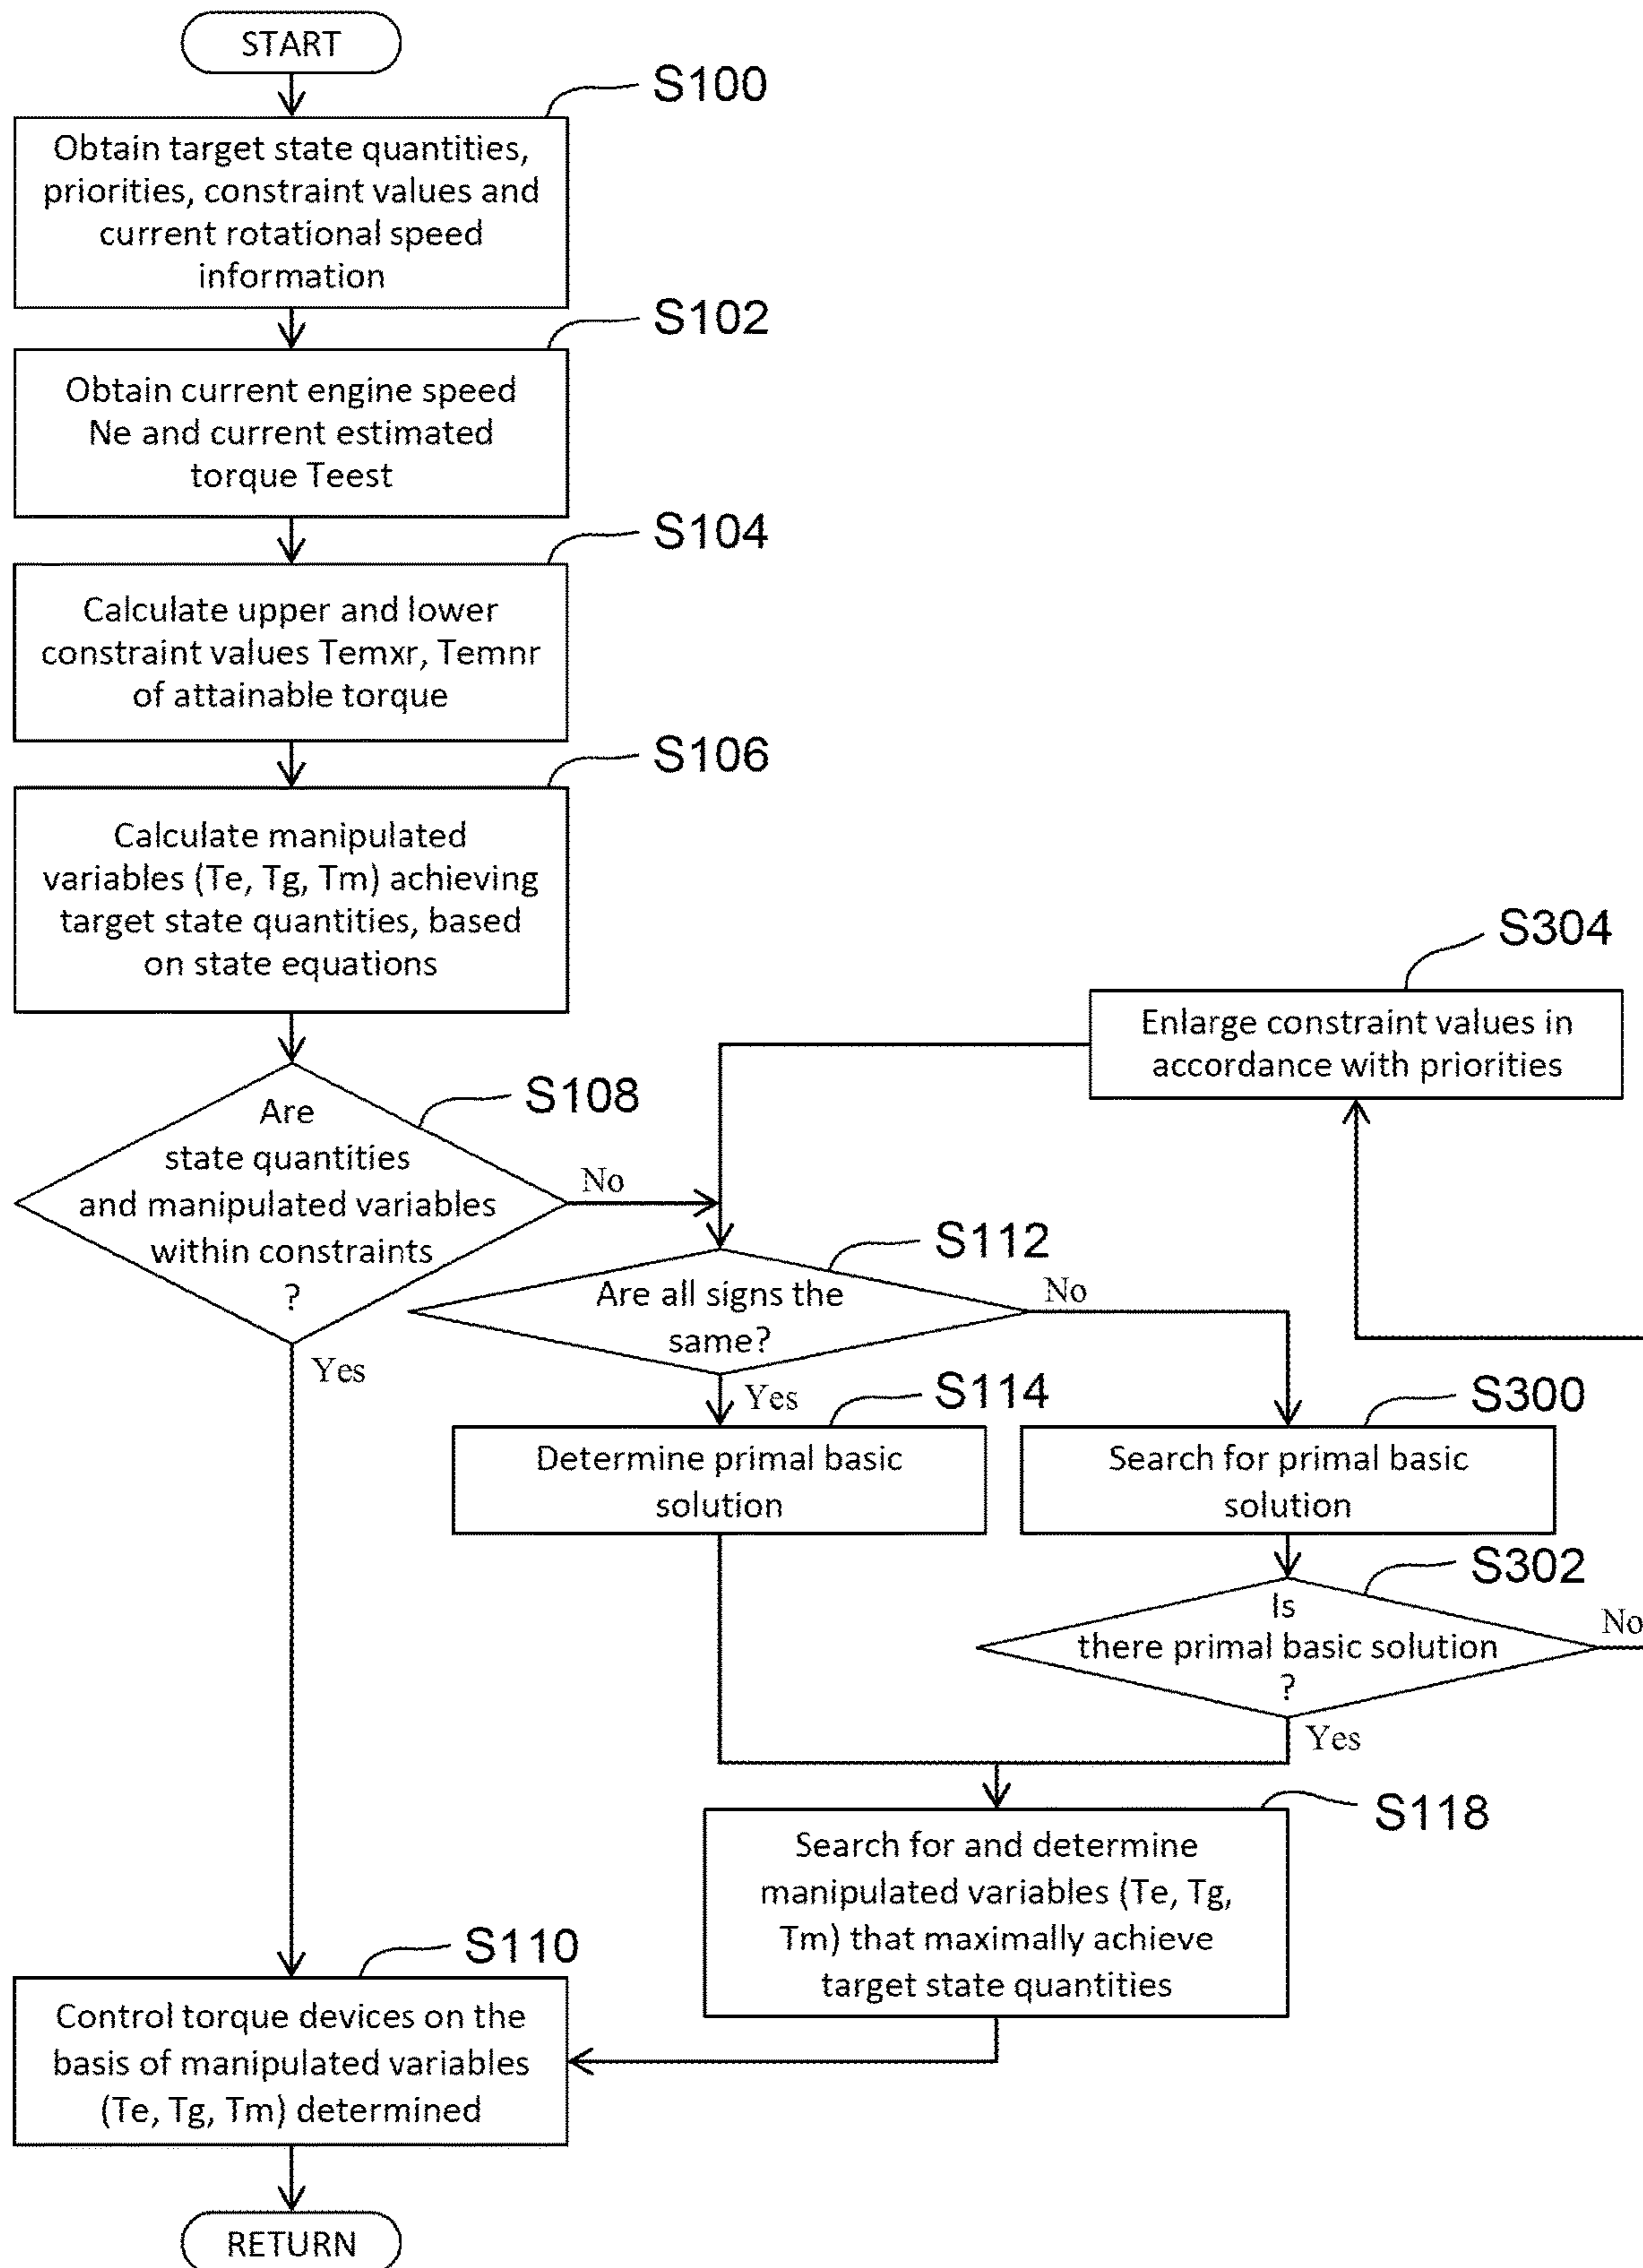 START
S100
Obtain target state quantities,
priorities, constraint values and
current rotational speed
information
S102
Obtain current engine speed
Ne and current estimated
torque Teest
S104
Calculate upper and lower
constraint values Temxr, Temnr
of attainable torque
S106
Calculate manipulated
variables (Te, Tg, Tm) achieving
target state quantities, based
on state equations
S304
Enlarge constraint values in
accordance with priorities
S108
Are
state quantities
and manipulated variables
within constraints
?
No
Yes
S112
Are all signs the
same?
No
Yes
S114
Determine primal basic
solution
S300
Search for primal basic
solution
S302
Is
there primal basic solution
?
No
Yes
S118
Search for and determine
manipulated variables (Te, Tg,
Tm) that maximally achieve
target state quantities
S110
Control torque devices on the
basis of manipulated variables
(Te, Tg, Tm) determined
RETURN